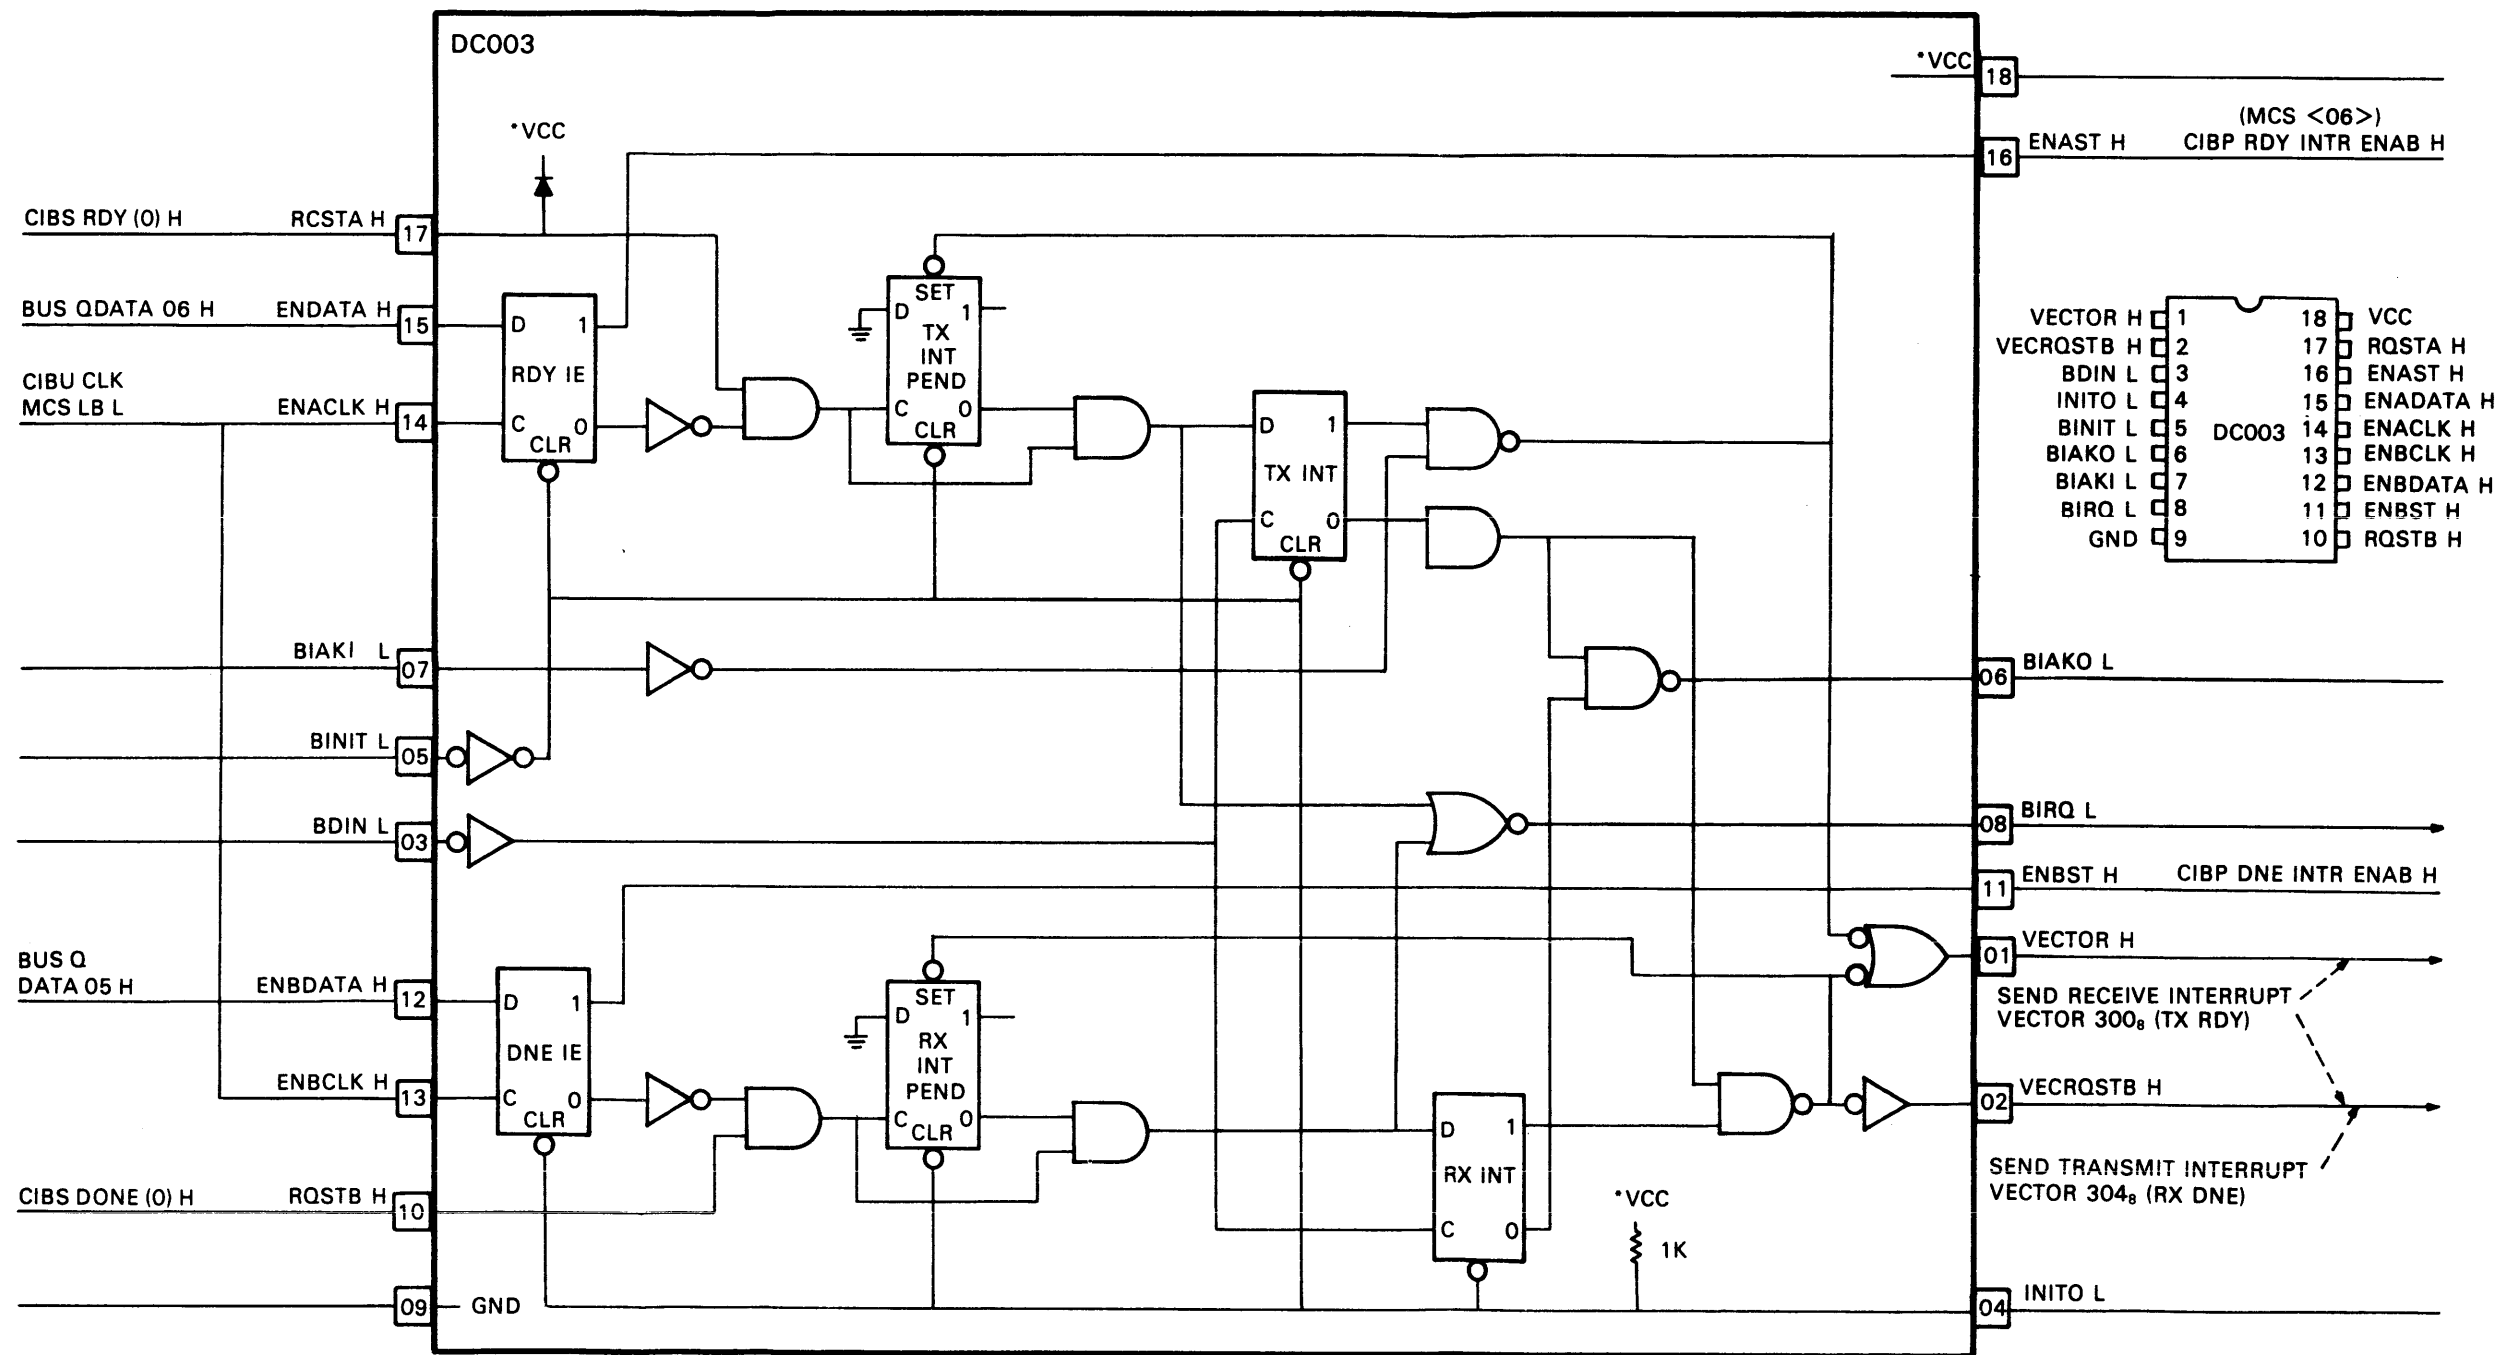 DC003
*VCC
18
(MCS <06>)
16
ENAST H
CIBP RDY INTR ENAB H
*VCC
CIBS RDY (0) H
RCSTA H
17
BUS QDATA 06 H
ENDATA H
15
D
1
RDY IE
C
0
CLR
CIBU CLK
MCS LB L
ENACLK H
14
SET
D
1
TX
INT
PEND
C
0
CLR
D
1
TX INT
C
0
CLR
VECTOR H
1
18
VCC
VECRQSTB H
2
17
RQSTA H
BDIN L
3
16
ENAST H
INITO L
4
15
ENADATA H
BINIT L
5
DC003
14
ENACLK H
BIAKO L
6
13
ENBCLK H
BIAKI L
7
12
ENBDATA H
BIRQ L
8
11
ENBST H
GND
9
10
RQSTB H
BIAKI L
07
06
BIAKO L
BINIT L
05
BDIN L
03
08
BIRQ L
11
ENBST H
CIBP DNE INTR ENAB H
01
VECTOR H
BUS Q
DATA 05 H
ENBDATA H
12
D
1
DNE IE
C
0
CLR
SET
D
1
RX
INT
PEND
C
0
CLR
SEND RECEIVE INTERRUPT
VECTOR 300₈ (TX RDY)
ENBCLK H
13
02
VECRQSTB H
D
1
RX INT
C
0
SEND TRANSMIT INTERRUPT
VECTOR 304₈ (RX DNE)
CIBS DONE (0) H
RQSTB H
10
*VCC
1K
09
GND
04
INITO L